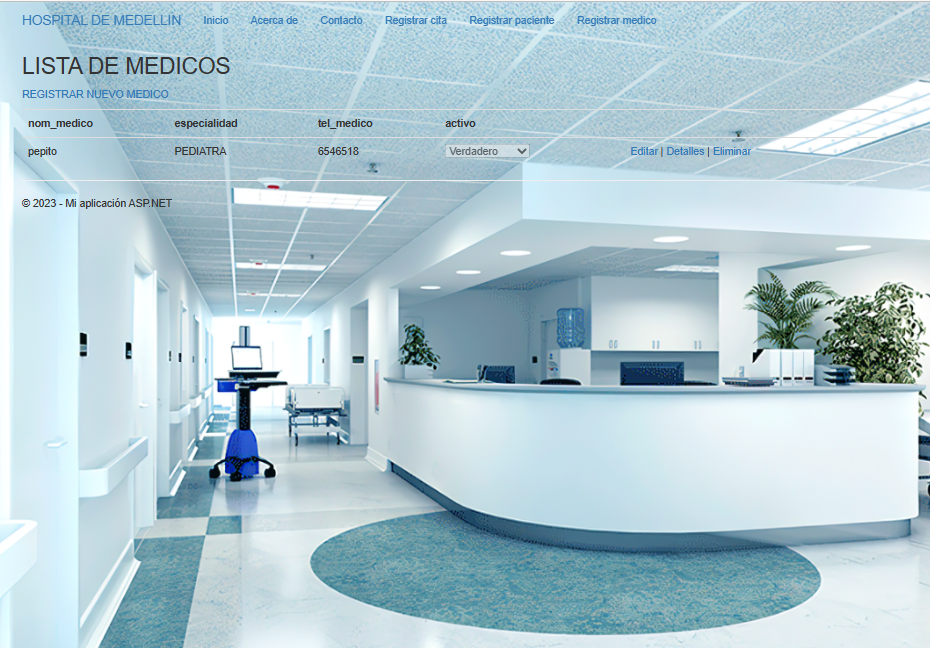 HOSPITAL DE MEDELLIN Inicio Acerca de Contacto Registrar cita Registrar paciente Registrar medico
LISTA DE MEDICOS
REGISTRAR NUEVO MEDICO
nom_medico especialidad tel_medico activo
pepito PEDIATRA 6546518 Verdadero Editar | Detalles | Eliminar
© 2023 - Mi aplicación ASP.NET